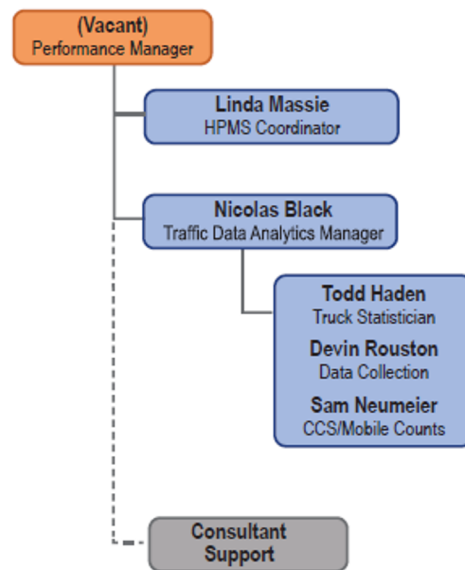 (Vacant)
Performance Manager
Linda Massie
HPMS Coordinator
Nicolas Black
Traffic Data Analytics Manager
Todd Haden
Truck Statistician
Devin Rouston
Data Collection
Sam Neumeier
CCS/Mobile Counts
Consultant
Support